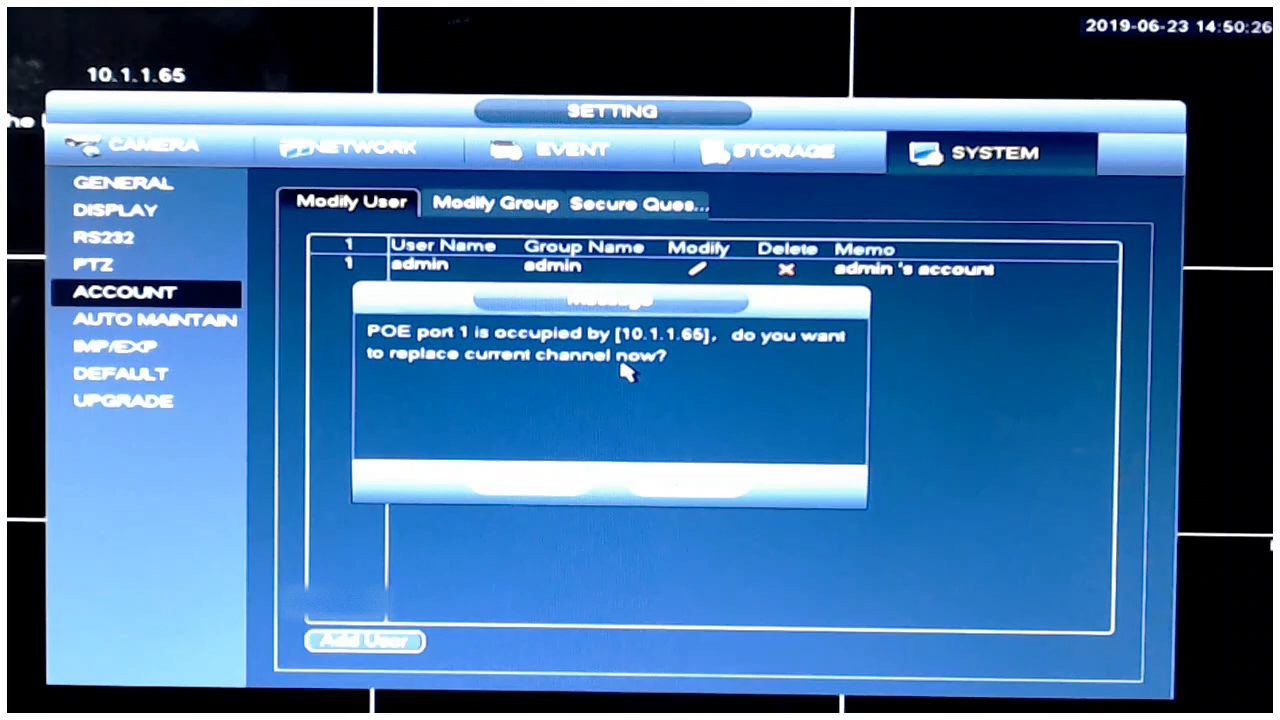 2019-06-23 14:50:26
10.1.1.65
he
SETTING
CAMERA NETWORK EVENT STORAGE SYSTEM
GENERAL
DISPLAY
RS232
PTZ
ACCOUNT
AUTO MAINTAIN
IMP/EXP
DEFAULT
UPGRADE
Modify User Modify Group Secure Ques...
1 User Name Group Name Modify Delete Memo
1 admin admin admin 's account
Message
POE port 1 is occupied by [10.1.1.65], do you want
to replace current channel now?
Add User